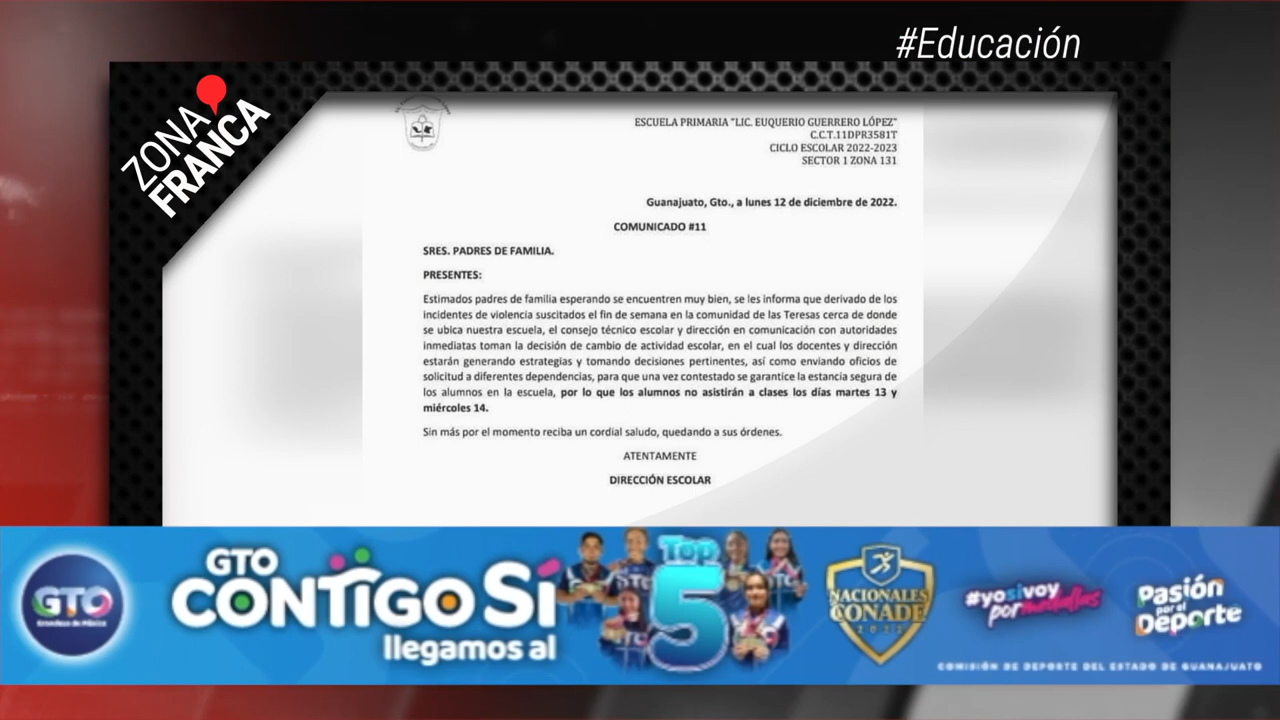 #Educación
ZONA
FRANCA
ESCUELA PRIMARIA "LIC. EUQUERIO GUERRERO LÓPEZ"
C.C.T.11DPR3581T
CICLO ESCOLAR 2022-2023
SECTOR 1 ZONA 131
Guanajuato, Gto., a lunes 12 de diciembre de 2022.
COMUNICADO #11
SRES. PADRES DE FAMILIA.
PRESENTES:
Estimados padres de familia esperando se encuentren muy bien, se les informa que derivado de los
incidentes de violencia suscitados el fin de semana en la comunidad de las Teresas cerca de donde
se ubica nuestra escuela, el consejo técnico escolar y dirección en comunicación con autoridades
inmediatas toman la decisión de cambio de actividad escolar, en el cual los docentes y dirección
estarán generando estrategias y tomando decisiones pertinentes, así como enviando oficios de
solicitud a diferentes dependencias, para que una vez contestado se garantice la estancia segura de
los alumnos en la escuela, por lo que los alumnos no asistirán a clases los días martes 13 y
miércoles 14.
Sin más por el momento reciba un cordial saludo, quedando a sus órdenes.
ATENTAMENTE
DIRECCIÓN ESCOLAR
GTO
Grandeza de México
GTO
CONTIGO SÍ
llegamos al
Top
5
NACIONALES
CONADE
2022
#yosivoy
pormedallas
Pasión
por el
Deporte
COMISIÓN DE DEPORTE DEL ESTADO DE GUANAJUATO